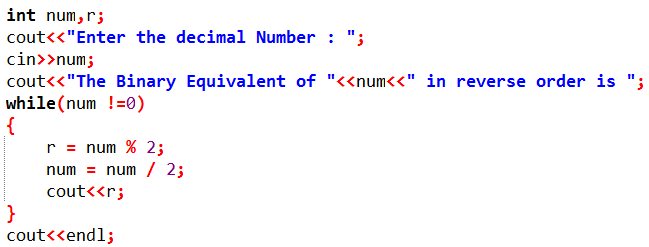 int num,r;
cout<<"Enter the decimal Number : ";
cin>>num;
cout<<"The Binary Equivalent of "<<num<<" in reverse order is ";
while(num !=0)
{
    r = num % 2;
    num = num / 2;
    cout<<r;
}
cout<<endl;